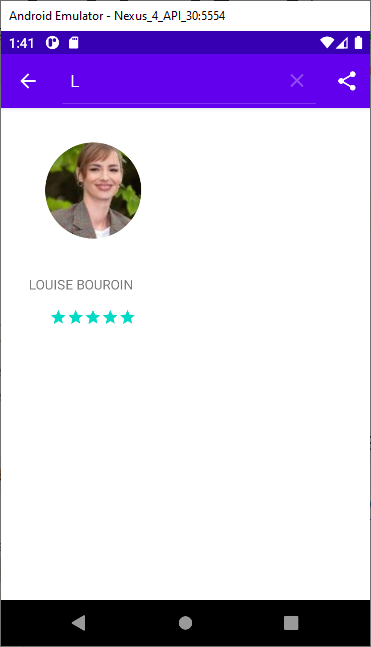 Android Emulator - Nexus_4_API_30:5554
1:41
L
LOUISE BOUROIN